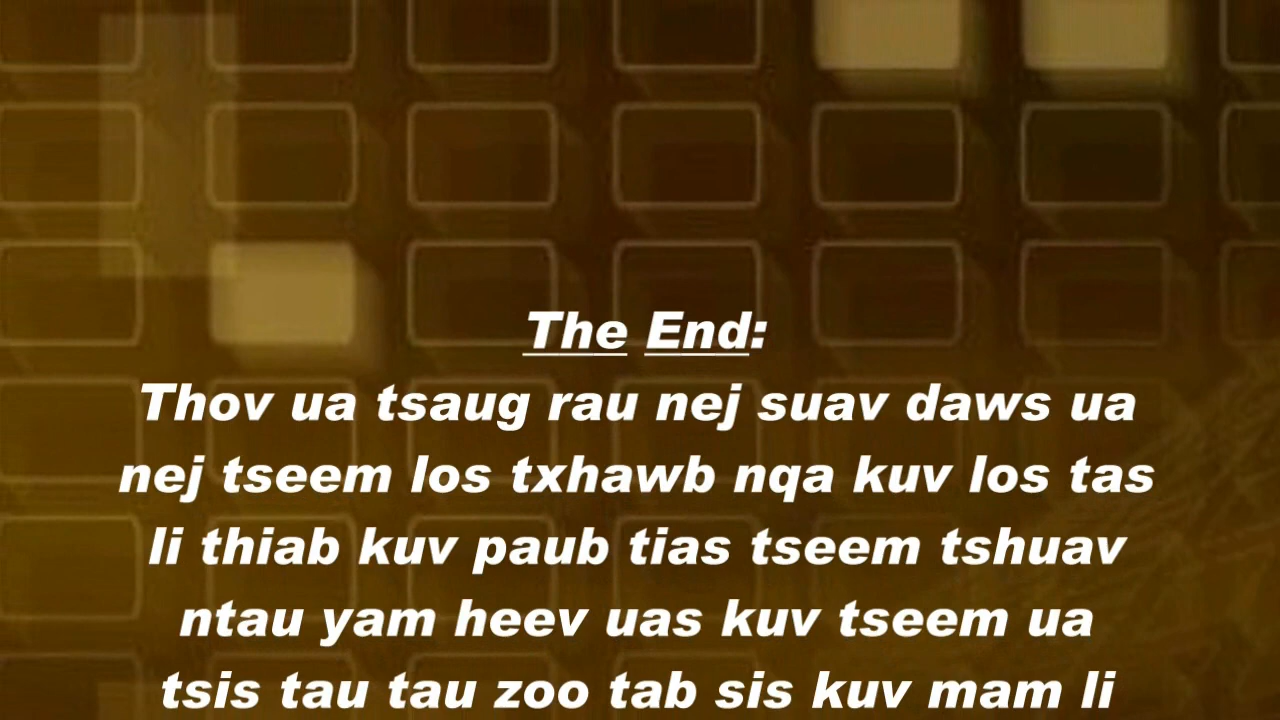 The End:
Thov ua tsaug rau nej suav daws ua
nej tseem los txhawb nqa kuv los tas
li thiab kuv paub tias tseem tshuav
ntau yam heev uas kuv tseem ua
tsis tau tau zoo tab sis kuv mam li